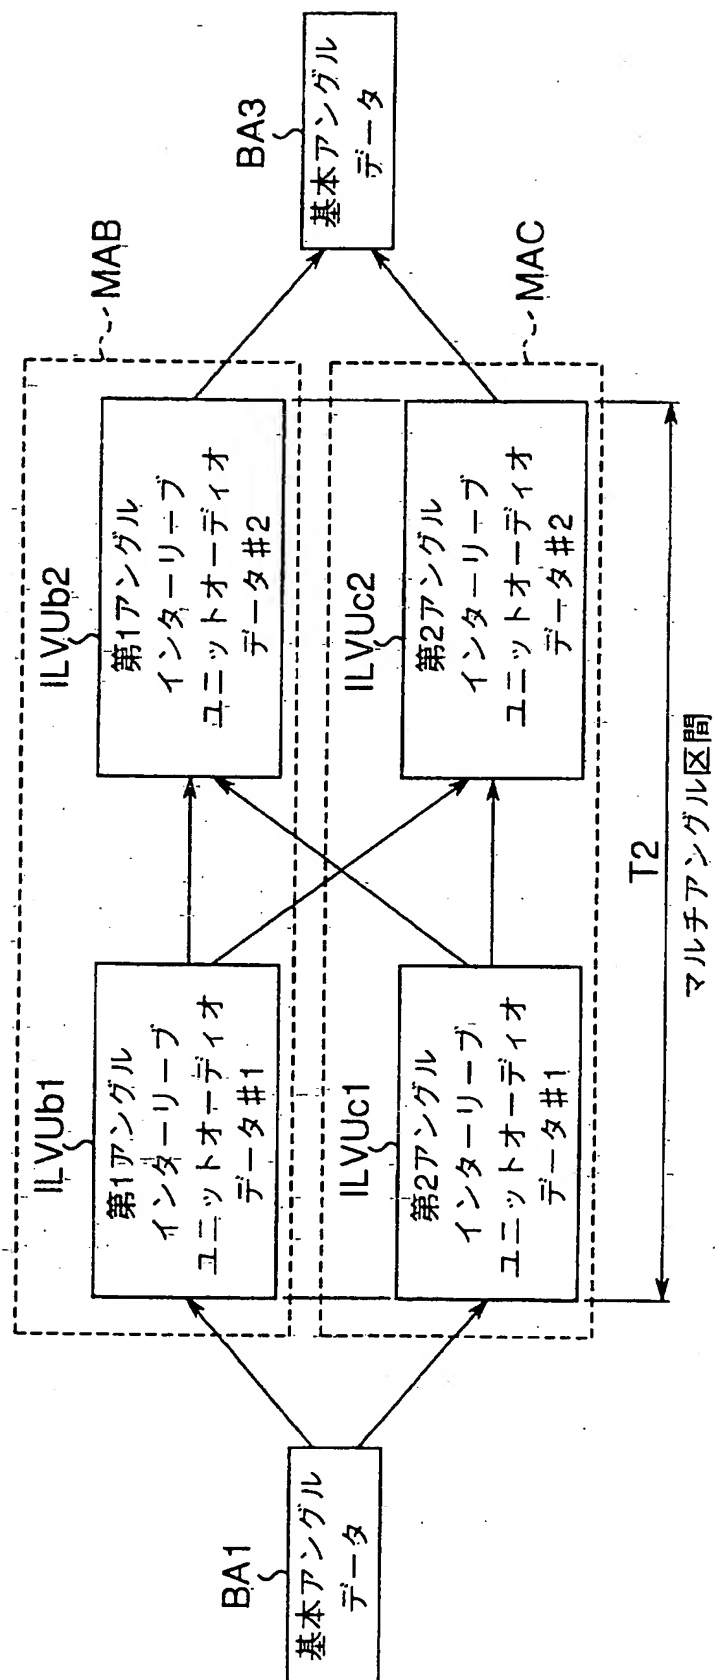 BA1
基本アングル
データ
MAB
ILVUb1
第1アングル
インターリーブ
ユニットオーディオ
データ#1
ILVUb2
第1アングル
インターリーブ
ユニットオーディオ
データ#2
MAC
ILVUc1
第2アングル
インターリーブ
ユニットオーディオ
データ#1
ILVUc2
第2アングル
インターリーブ
ユニットオーディオ
データ#2
BA3
基本アングル
データ
T2
マルチアングル区間